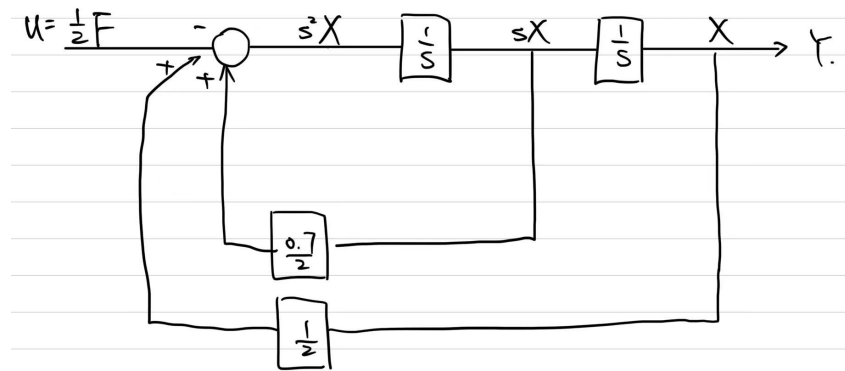 U = 1/2 F - s²X 1/s sX 1/s X Y.
+ +
0.7/2
1/2